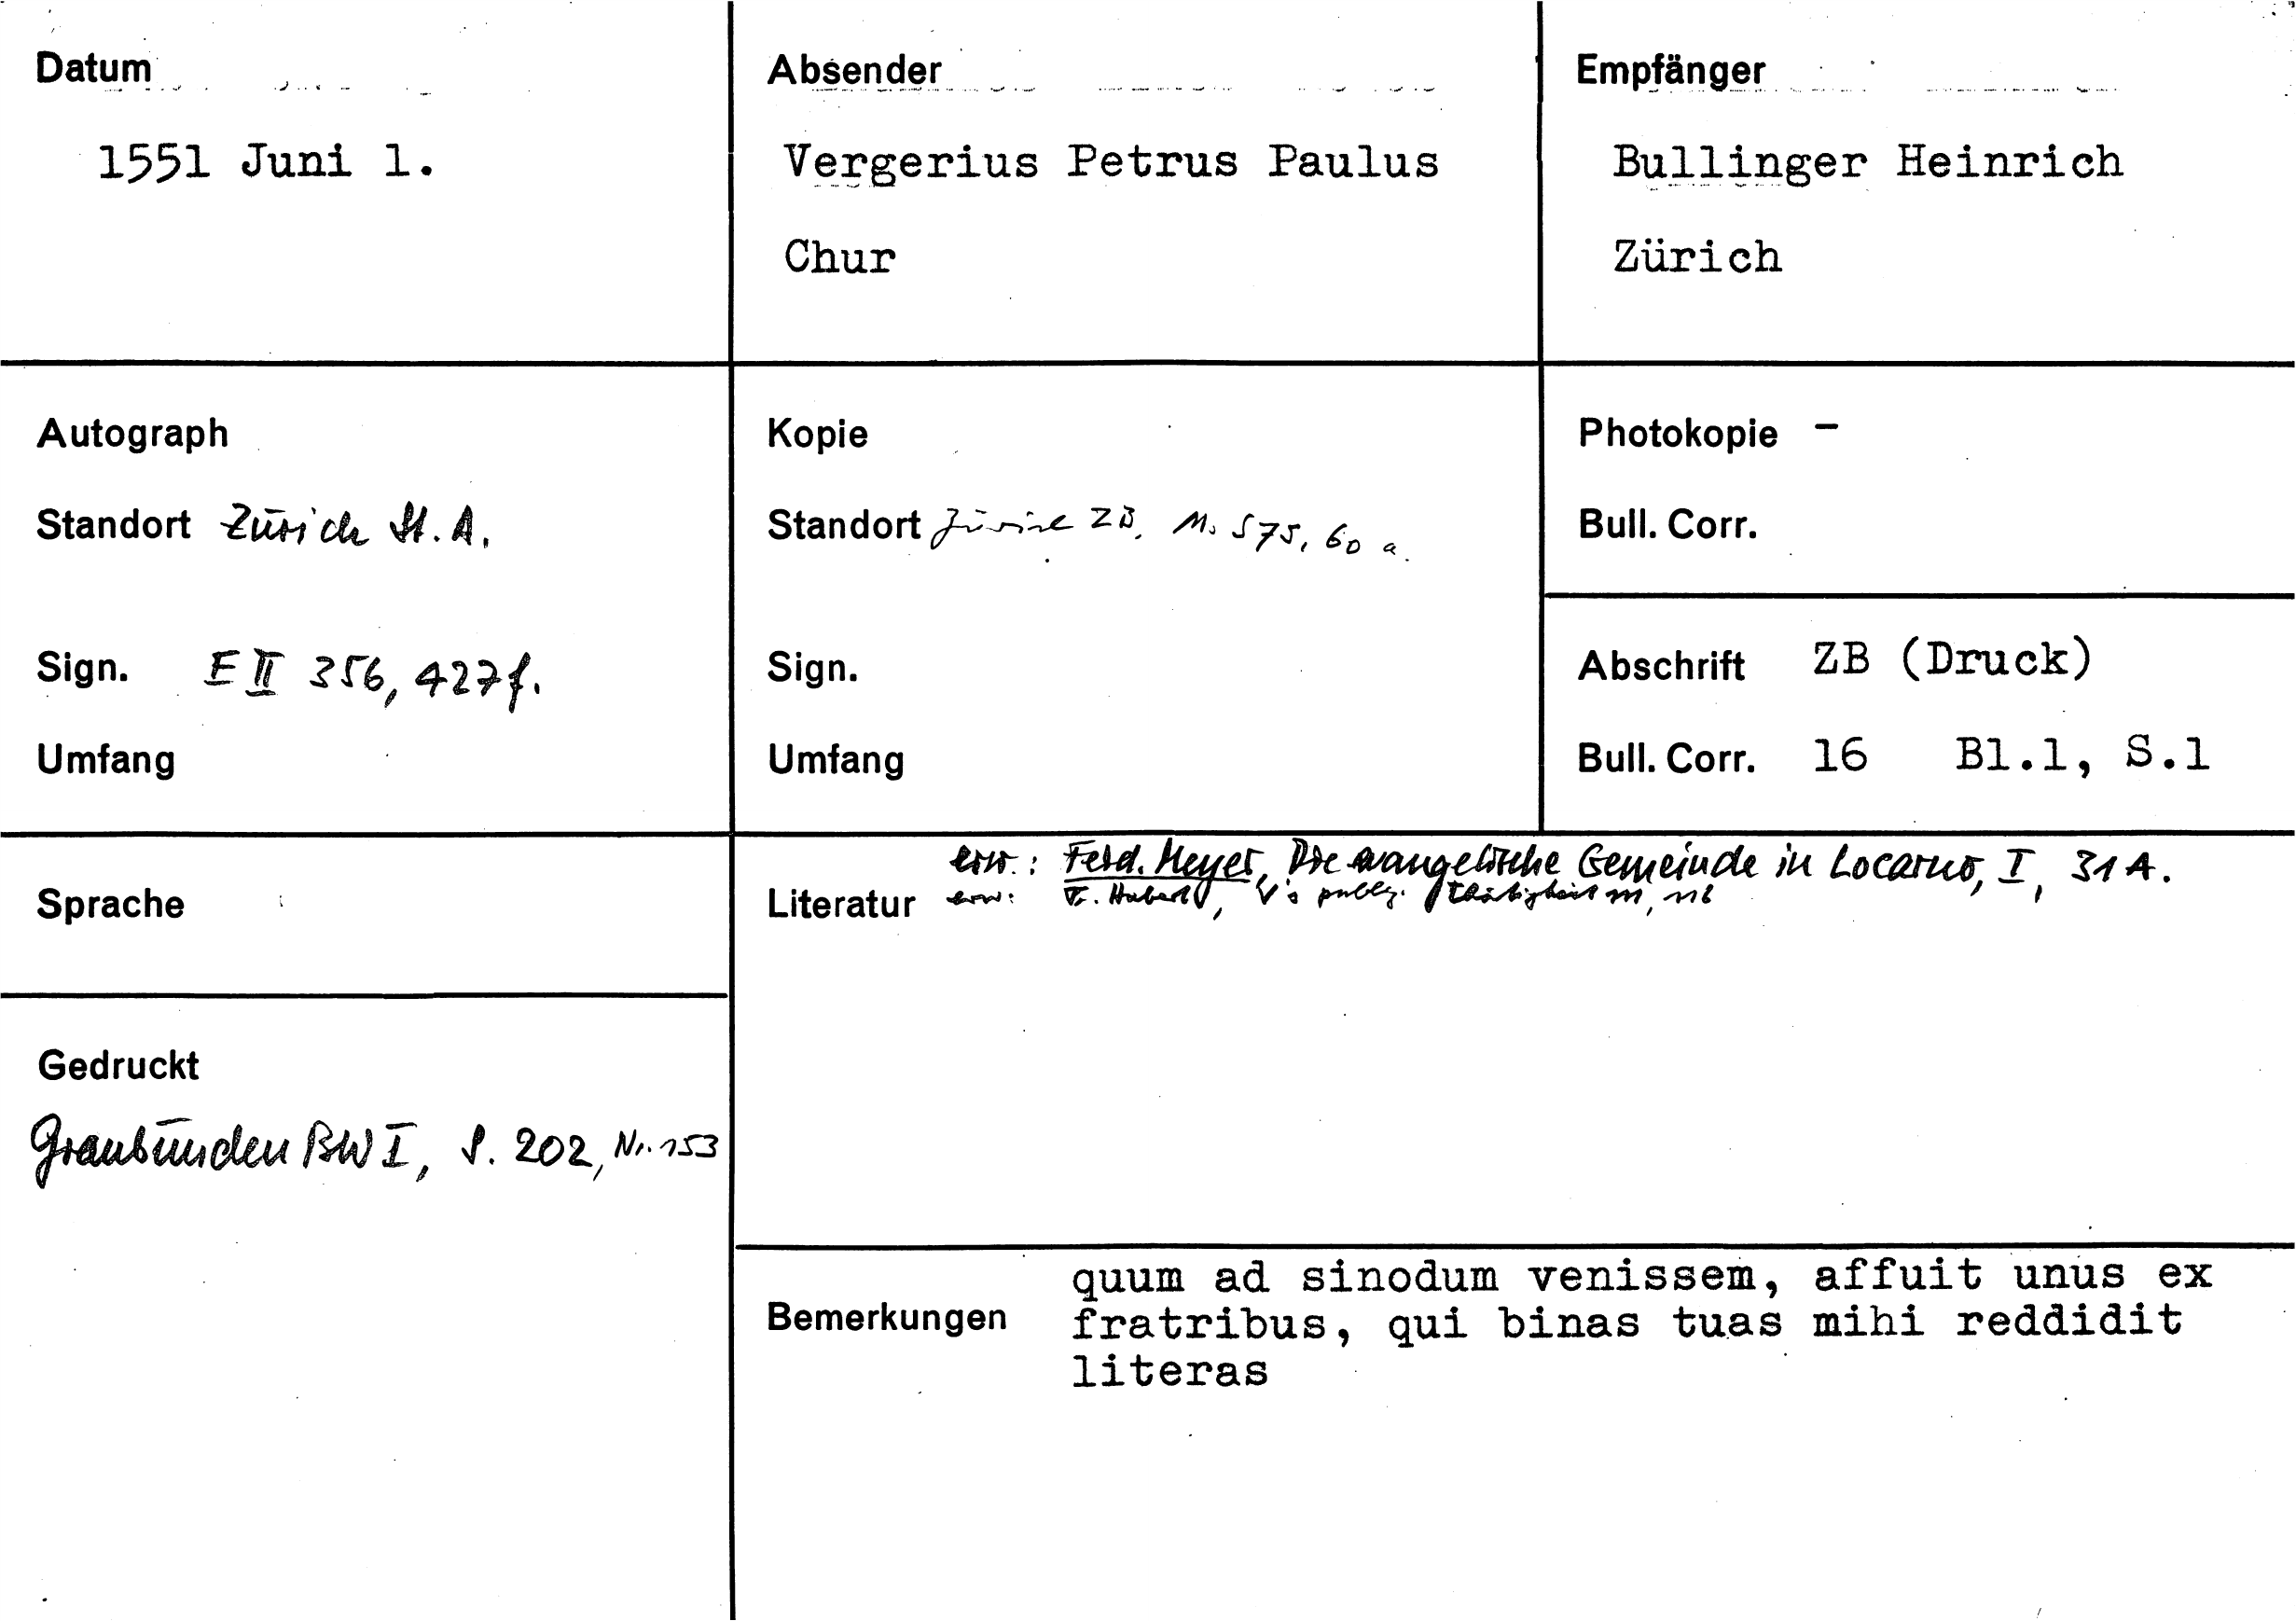 Datum
1551 Juni 1.
Absender
Vergerius Petrus Paulus
Chur
Empfänger
Bullinger Heinrich
Zürich
Autograph
Standort Zürich St.A.
Sign. E II 356, 427f.
Umfang
Kopie
Standort Zürich ZB, Ms S 75, 60 a.
Sign.
Umfang
Photokopie –
Bull. Corr.
Abschrift ZB (Druck)
Bull. Corr. 16 Bl.1, S.1
Sprache
Gedruckt
Graubünden BW I, S. 202, Nr. 153
erw.: Ferd. Meyer, Die evangelische Gemeinde in Locarno, I, 31 A.
Literatur erw: F. Hubert, V's publiz. Thätigkeit, 116
quum ad sinodum venissem, affuit unus ex
Bemerkungen fratribus, qui binas tuas mihi reddidit
literas